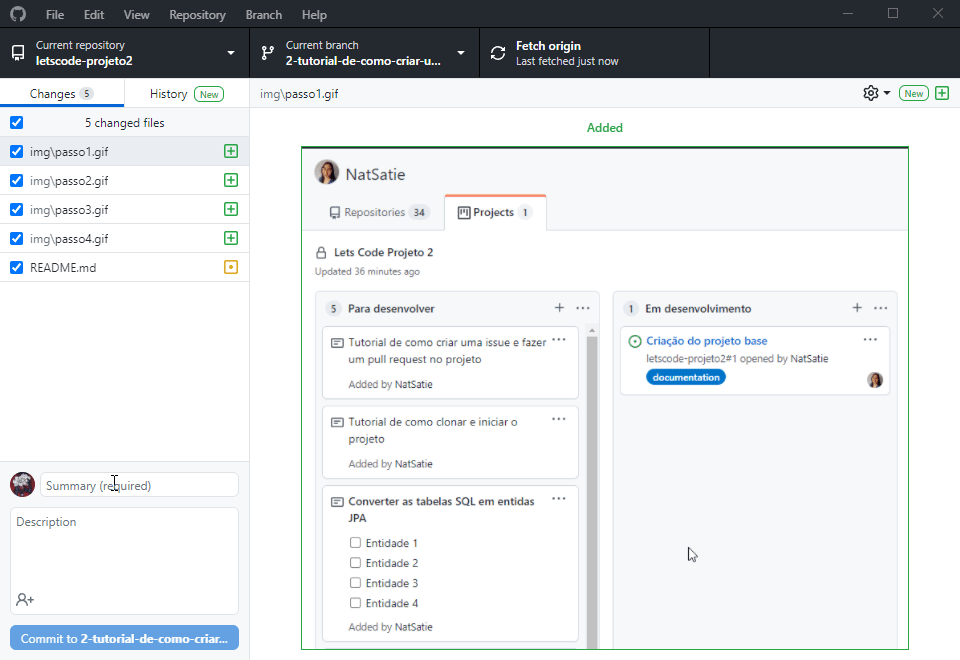 File Edit View Repository Branch Help
Current repository
letscode-projeto2
Current branch
2-tutorial-de-como-criar-u...
Fetch origin
Last fetched just now
Changes 5
History New
img\passo1.gif
New
5 changed files
img\passo1.gif
img\passo2.gif
img\passo3.gif
img\passo4.gif
README.md
Summary (required)
Description
Commit to 2-tutorial-de-como-criar...
Added
NatSatie
Repositories 34
Projects 1
Lets Code Projeto 2
Updated 36 minutes ago
5 Para desenvolver
Tutorial de como criar uma issue e fazer
um pull request no projeto
Added by NatSatie
Tutorial de como clonar e iniciar o
projeto
Added by NatSatie
Converter as tabelas SQL em entidas
JPA
Entidade 1
Entidade 2
Entidade 3
Entidade 4
Added by NatSatie
1 Em desenvolvimento
Criação do projeto base
letscode-projeto2#1 opened by NatSatie
documentation